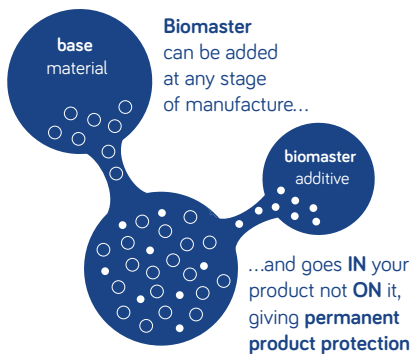 base
material
Biomaster
can be added
at any stage
of manufacture...
biomaster
additive
...and goes IN your
product not ON it,
giving permanent
product protection